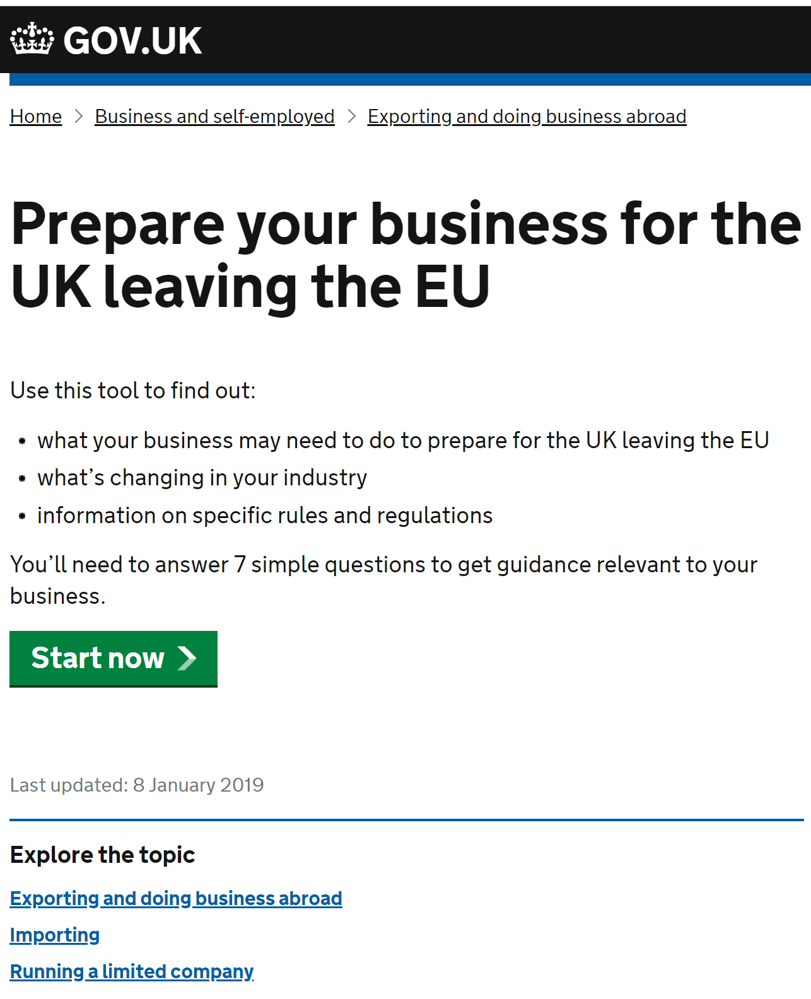 GOV.UK
Home > Business and self-employed > Exporting and doing business abroad
Prepare your business for the
UK leaving the EU
Use this tool to find out:
• what your business may need to do to prepare for the UK leaving the EU
• what’s changing in your industry
• information on specific rules and regulations
You’ll need to answer 7 simple questions to get guidance relevant to your
business.
Start now
Last updated: 8 January 2019
Explore the topic
Exporting and doing business abroad
Importing
Running a limited company